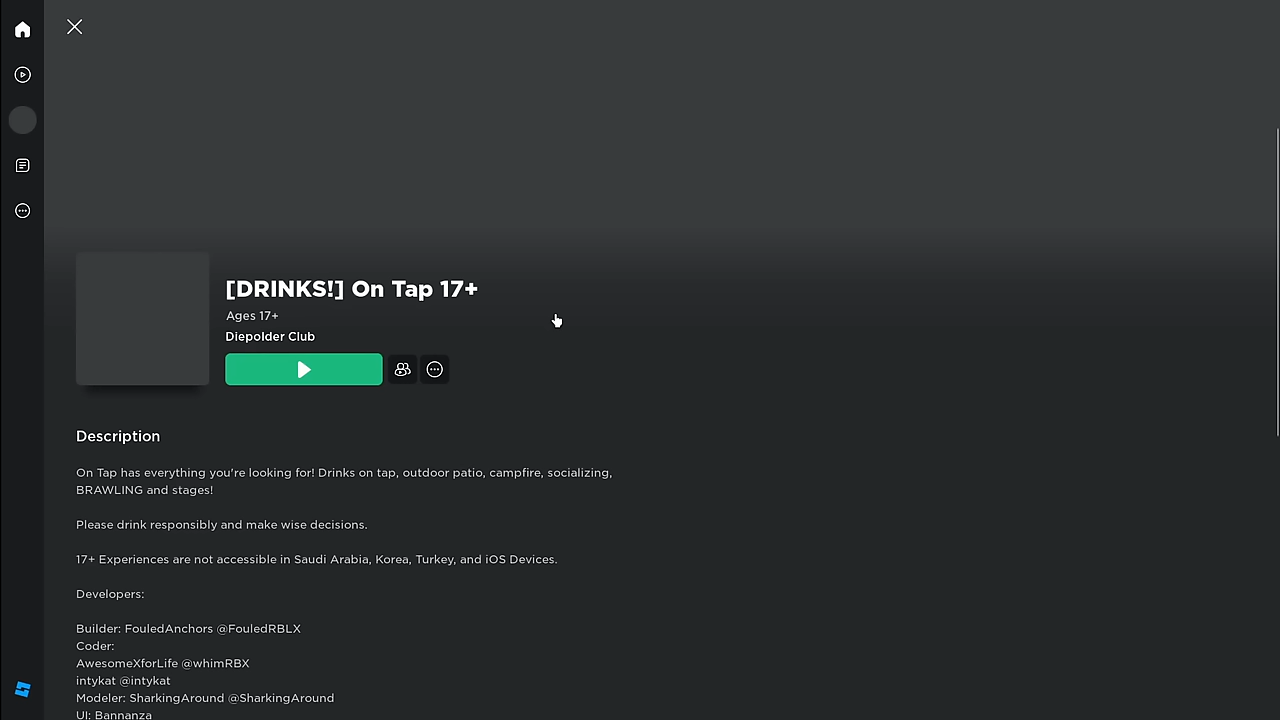 [DRINKS!] On Tap 17+
Ages 17+
Diepolder Club
Description
On Tap has everything you're looking for! Drinks on tap, outdoor patio, campfire, socializing,
BRAWLING and stages!
Please drink responsibly and make wise decisions.
17+ Experiences are not accessible in Saudi Arabia, Korea, Turkey, and iOS Devices.
Developers:
Builder: FouledAnchors @FouledRBLX
Coder:
AwesomeXforLife @whimRBX
intykat @intykat
Modeler: SharkingAround @SharkingAround
UI: Bannanza